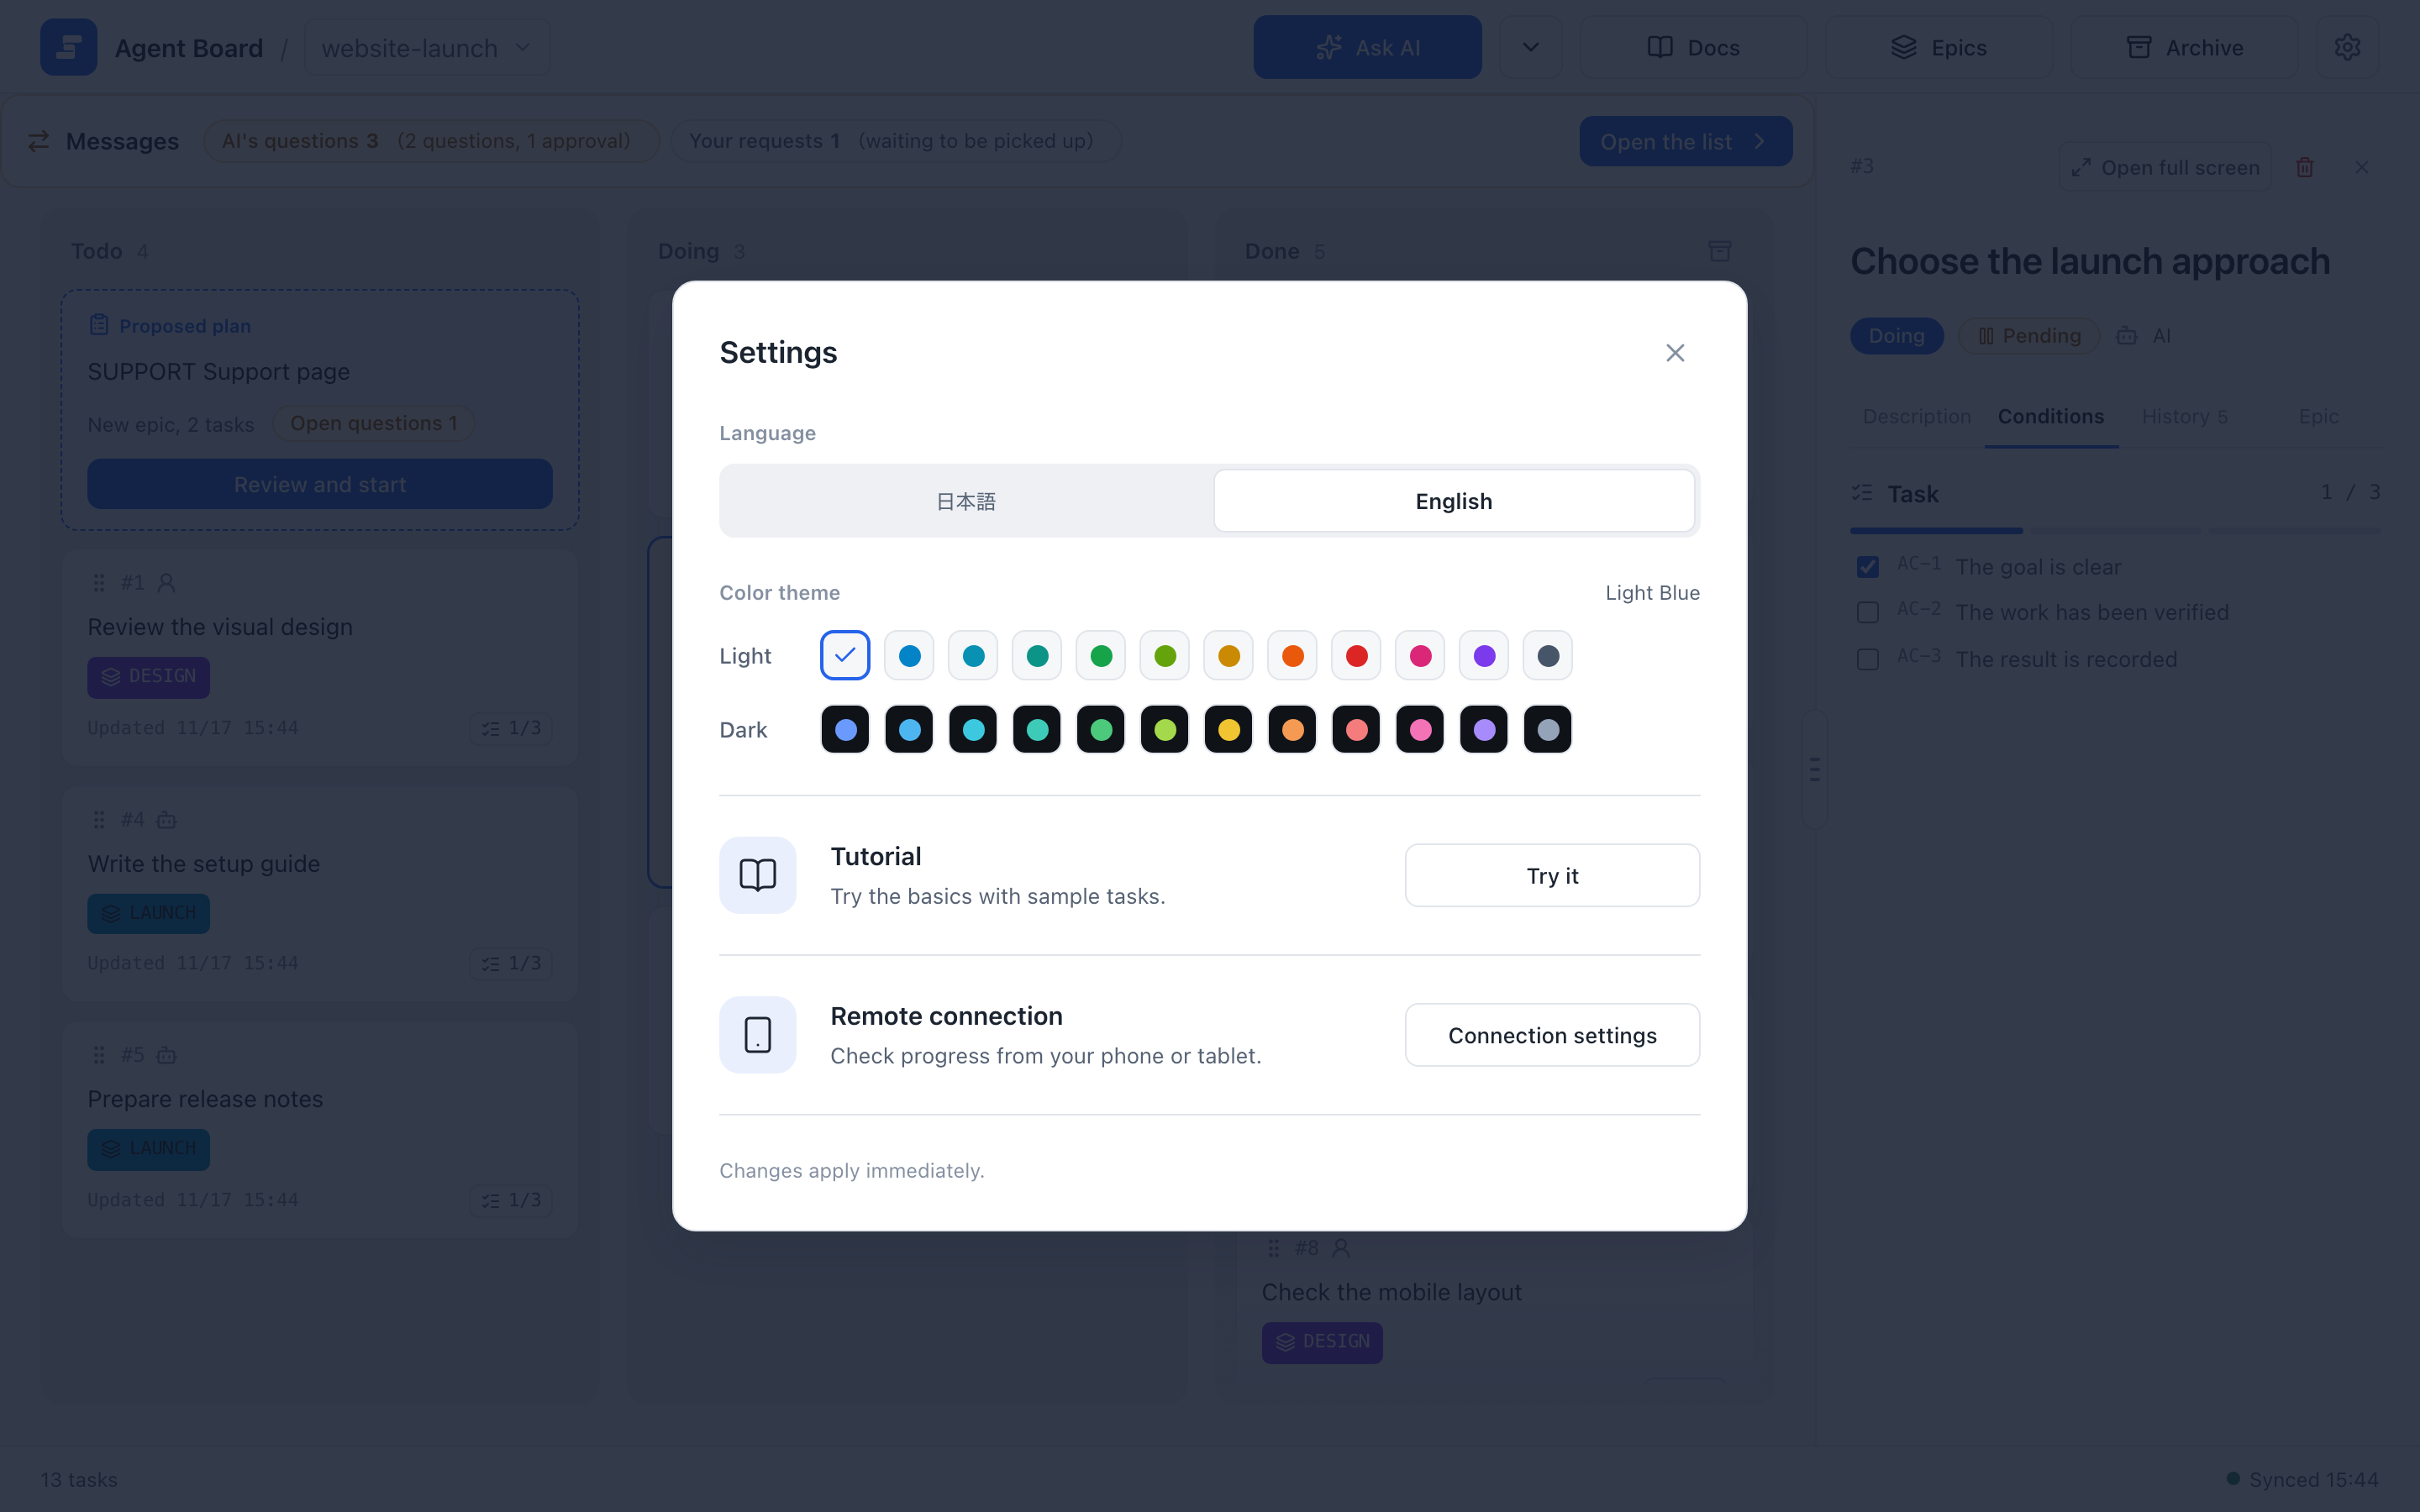 Agent Board / website-launch
Ask AI
Docs
Epics
Archive
Messages
AI's questions 3 (2 questions, 1 approval)
Your requests 1 (waiting to be picked up)
Open the list
Todo 4
Proposed plan
SUPPORT Support page
New epic, 2 tasks
Open questions 1
Review and start
#1
Review the visual design
DESIGN
Updated 11/17 15:44
1/3
#4
Write the setup guide
LAUNCH
Updated 11/17 15:44
1/3
#5
Prepare release notes
LAUNCH
Updated 11/17 15:44
1/3
Doing 3
Done 5
#8
Check the mobile layout
DESIGN
Settings
Language
日本語
English
Color theme
Light Blue
Light
Dark
Tutorial
Try the basics with sample tasks.
Try it
Remote connection
Check progress from your phone or tablet.
Connection settings
Changes apply immediately.
#3
Open full screen
Choose the launch approach
Doing
Pending
AI
Description
Conditions
History 5
Epic
Task
1 / 3
AC-1 The goal is clear
AC-2 The work has been verified
AC-3 The result is recorded
13 tasks
Synced 15:44